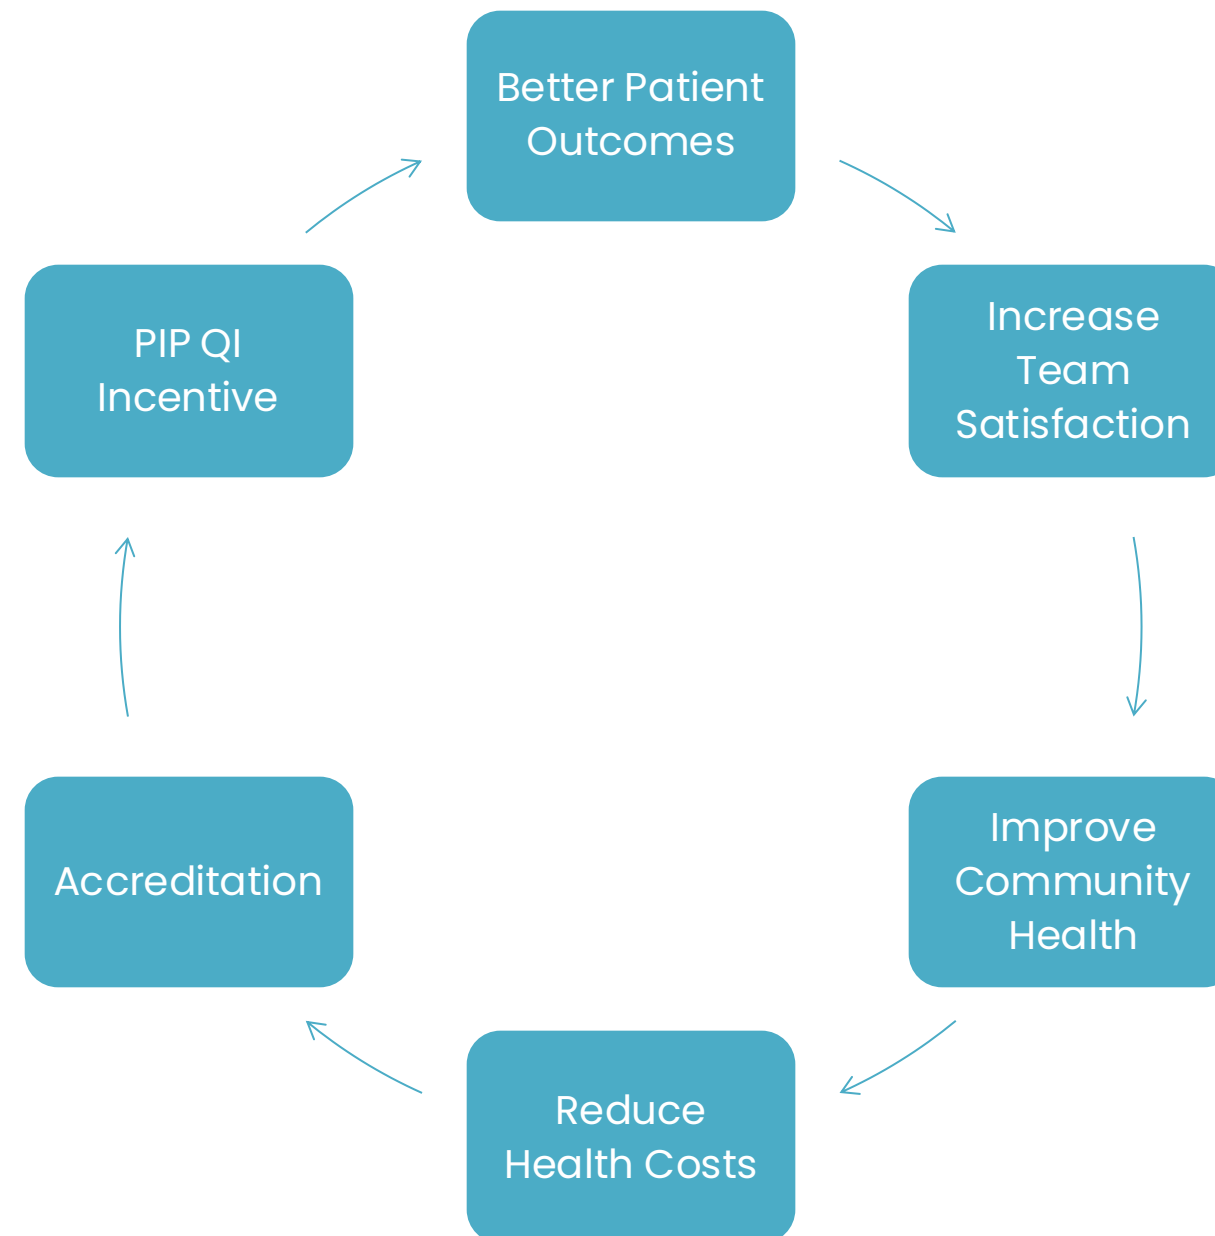 Better Patient
Outcomes
Increase
Team
Satisfaction
Improve
Community
Health
Reduce
Health Costs
Accreditation
PIP QI
Incentive